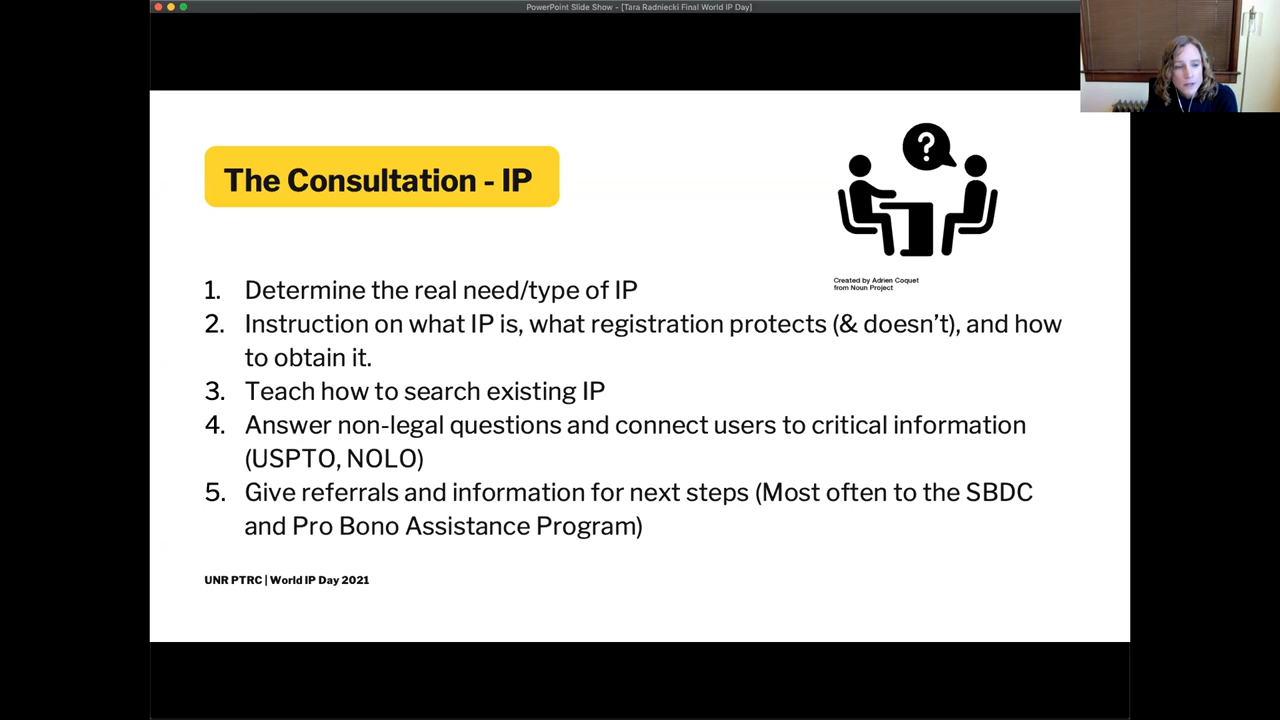 PowerPoint Slide Show - [Tara Radniecki Final World IP Day]
The Consultation - IP
?
Created by Adrien Coquet
from Noun Project
1. Determine the real need/type of IP
2. Instruction on what IP is, what registration protects (& doesn’t), and how
to obtain it.
3. Teach how to search existing IP
4. Answer non-legal questions and connect users to critical information
(USPTO, NOLO)
5. Give referrals and information for next steps (Most often to the SBDC
and Pro Bono Assistance Program)
UNR PTRC | World IP Day 2021